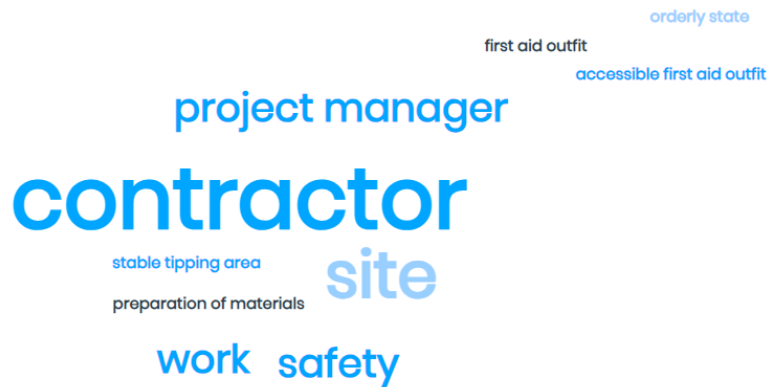 orderly state
first aid outfit
accessible first aid outfit
project manager
contractor
stable tipping area
site
preparation of materials
work safety